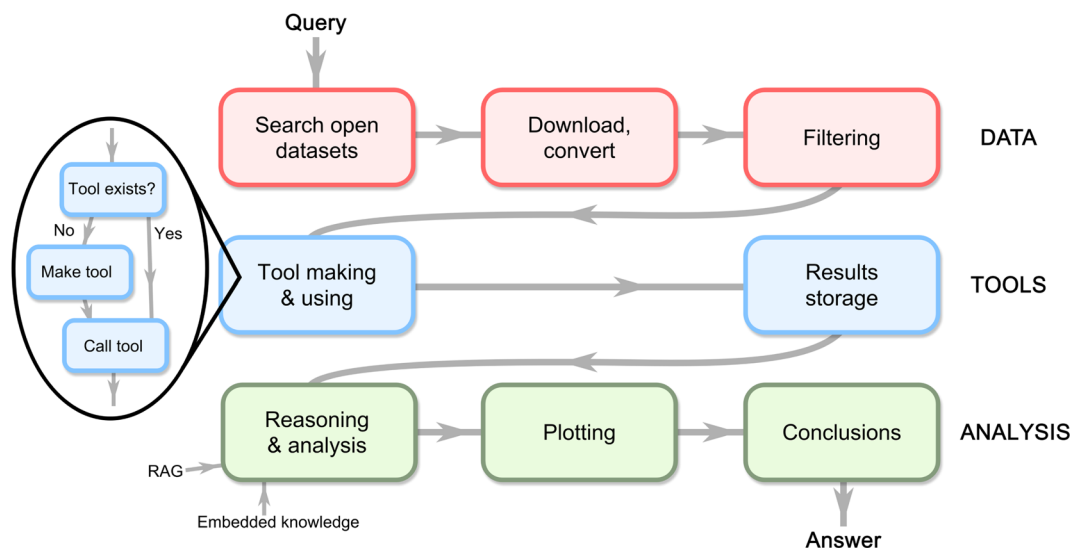 Query
Search open
datasets
Download,
convert
Filtering
DATA
Tool exists?
No
Yes
Make tool
Call tool
Tool making
& using
Results
storage
TOOLS
Reasoning
& analysis
Plotting
Conclusions
ANALYSIS
RAG
Embedded knowledge
Answer